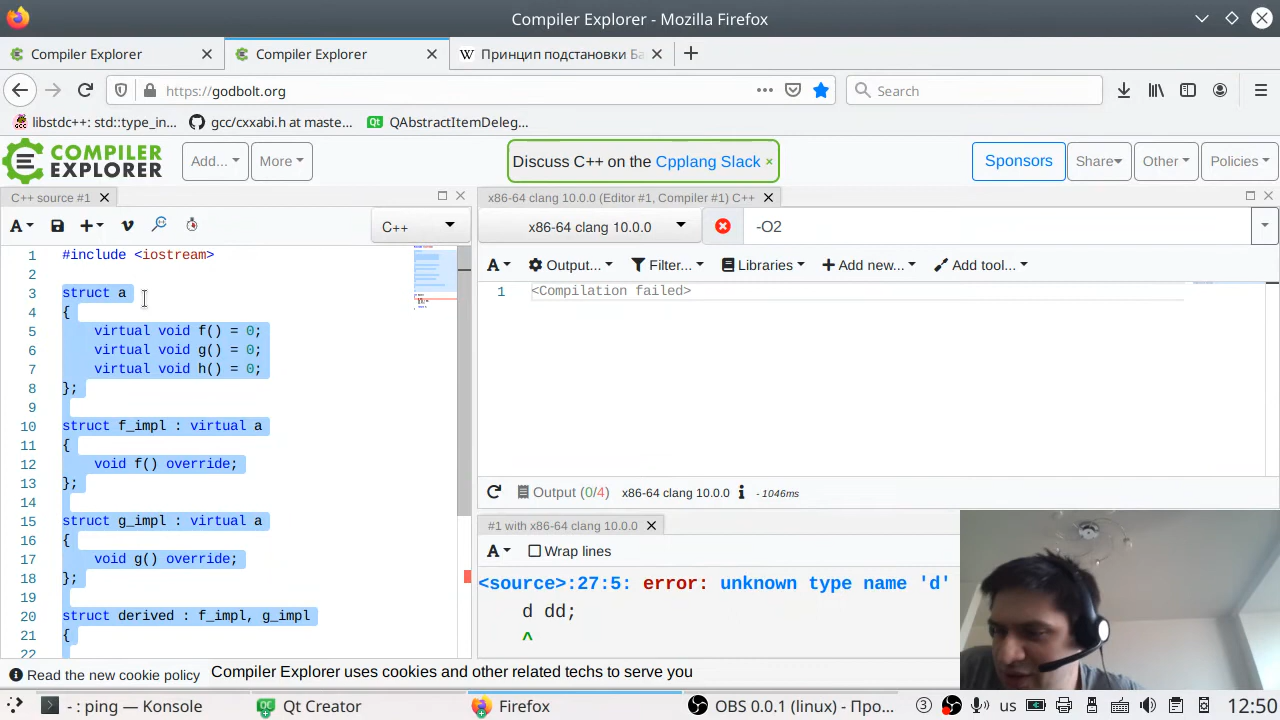 Compiler Explorer - Mozilla Firefox
Compiler Explorer
Compiler Explorer
Принцип подстановки Ба
https://godbolt.org
Search
libstdc++: std::type_in...
gcc/cxxabi.h at maste...
QAbstractItemDeleg...
COMPILER
EXPLORER
Add...
More
Discuss C++ on the Cpplang Slack ×
Sponsors
Share
Other
Policies
C++ source #1
x86-64 clang 10.0.0 (Editor #1, Compiler #1) C++
A
C++
x86-64 clang 10.0.0
-O2
A
Output...
Filter...
Libraries
Add new...
Add tool...
1 #include <iostream>
2
3 struct a
4 {
5 virtual void f() = 0;
6 virtual void g() = 0;
7 virtual void h() = 0;
8 };
9
10 struct f_impl : virtual a
11 {
12 void f() override;
13 };
14
15 struct g_impl : virtual a
16 {
17 void g() override;
18 };
19
20 struct derived : f_impl, g_impl
21 {
22
1 <Compilation failed>
Output (0/4) x86-64 clang 10.0.0 i - 1046ms
#1 with x86-64 clang 10.0.0
A Wrap lines
<source>:27:5: error: unknown type name 'd'
d dd;
^
Read the new cookie policy
Compiler Explorer uses cookies and other related techs to serve you
- : ping — Konsole
Qt Creator
Firefox
OBS 0.0.1 (linux) - Про...
3
us
12:50